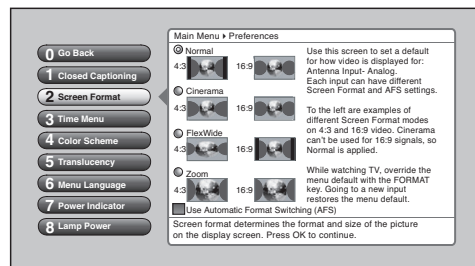 Main Menu ▸ Preferences
0 Go Back
1 Closed Captioning
2 Screen Format
3 Time Menu
4 Color Scheme
5 Translucency
6 Menu Language
7 Power Indicator
8 Lamp Power
Normal
4:3
16:9
Cinerama
4:3
16:9
FlexWide
4:3
16:9
Zoom
4:3
16:9
Use Automatic Format Switching (AFS)
Use this screen to set a default
for how video is displayed for:
Antenna Input- Analog.
Each input can have different
Screen Format and AFS settings.
To the left are examples of
different Screen Format modes
on 4:3 and 16:9 video. Cinerama
can't be used for 16:9 signals, so
Normal is applied.
While watching TV, override the
menu default with the FORMAT
key. Going to a new input
restores the menu default.
Screen format determines the format and size of the picture
on the display screen. Press OK to continue.